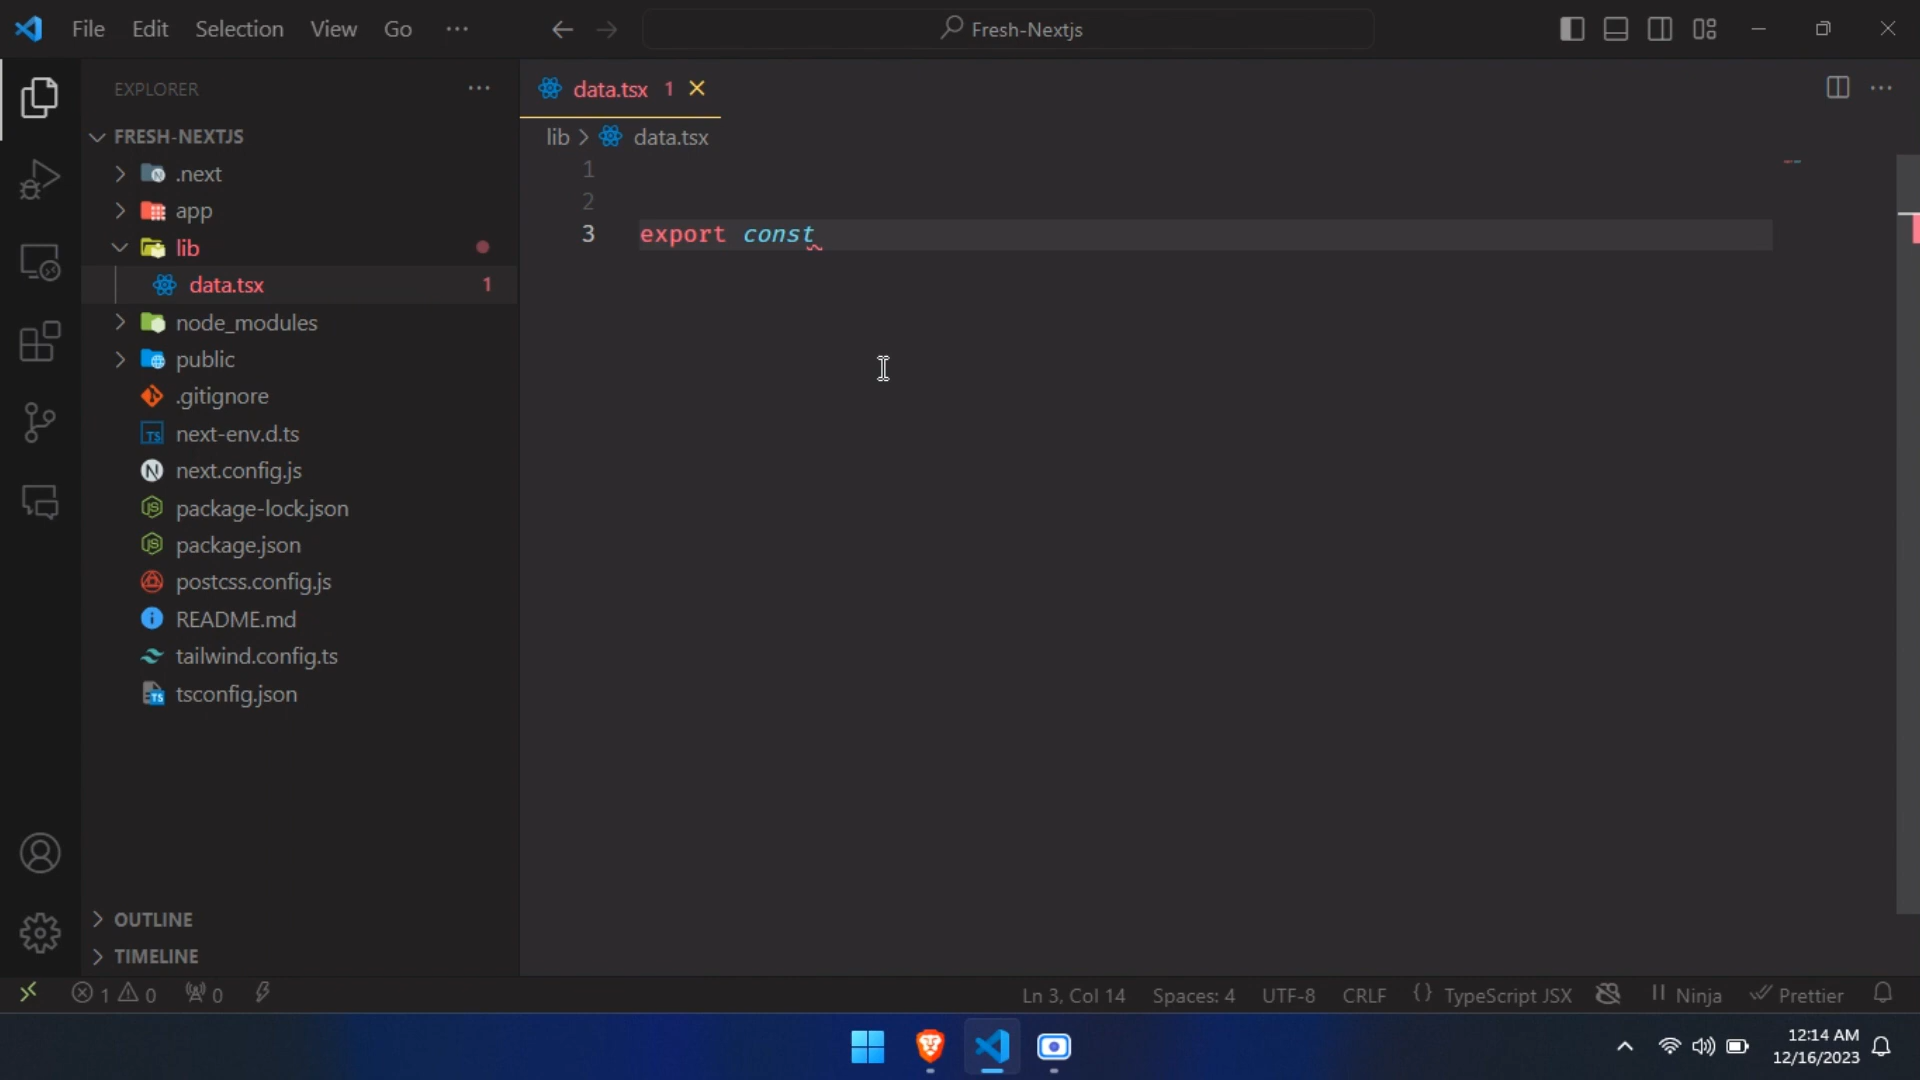 File Edit Selection View Go ··· Fresh-Nextjs
EXPLORER ···
data.tsx 1
FRESH-NEXTJS
lib > data.tsx
.next
app
lib
data.tsx 1
node_modules
public
.gitignore
next-env.d.ts
next.config.js
package-lock.json
package.json
postcss.config.js
README.md
tailwind.config.ts
tsconfig.json
OUTLINE
TIMELINE
1
2
3 export const
1 0 0
Ln 3, Col 14 Spaces: 4 UTF-8 CRLF {} TypeScript JSX Ninja Prettier
12:14 AM
12/16/2023